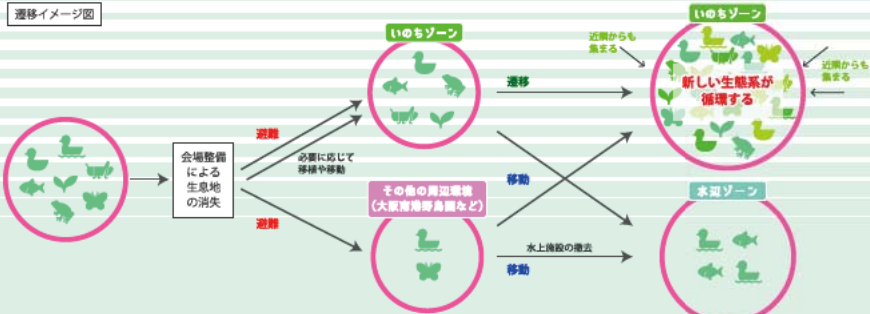 遷移イメージ図
会場整備
による
生息地
の消失
避難
必要に応じて
移植や移動
避難
いのちゾーン
その他の周辺環境
(大阪南港野鳥園など)
遷移
移動
水上施設の撤去
移動
いのちゾーン
近隣からも
集まる
新しい生態系が
循環する
近隣からも
集まる
水辺ゾーン